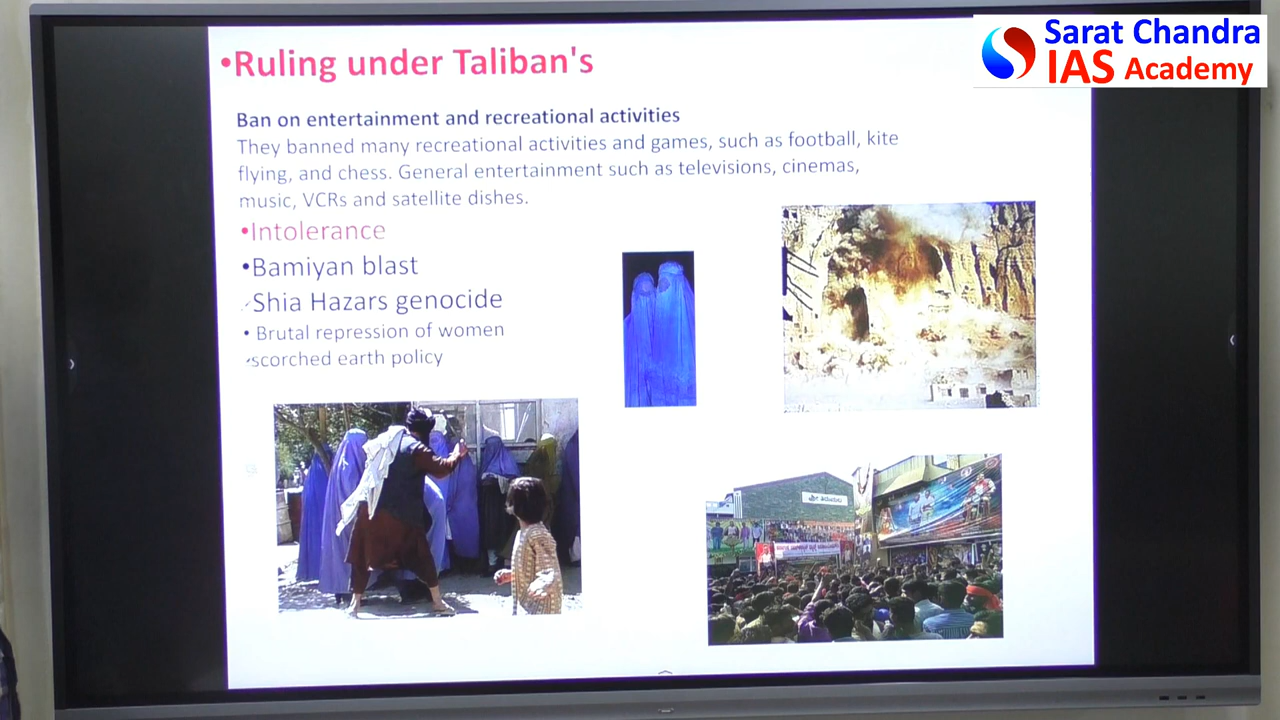 Sarat Chandra
IAS Academy
•Ruling under Taliban's
Ban on entertainment and recreational activities
They banned many recreational activities and games, such as football, kite
flying, and chess. General entertainment such as televisions, cinemas,
music, VCRs and satellite dishes.
•Intolerance
•Bamiyan blast
Shia Hazars genocide
• Brutal repression of women
scorched earth policy